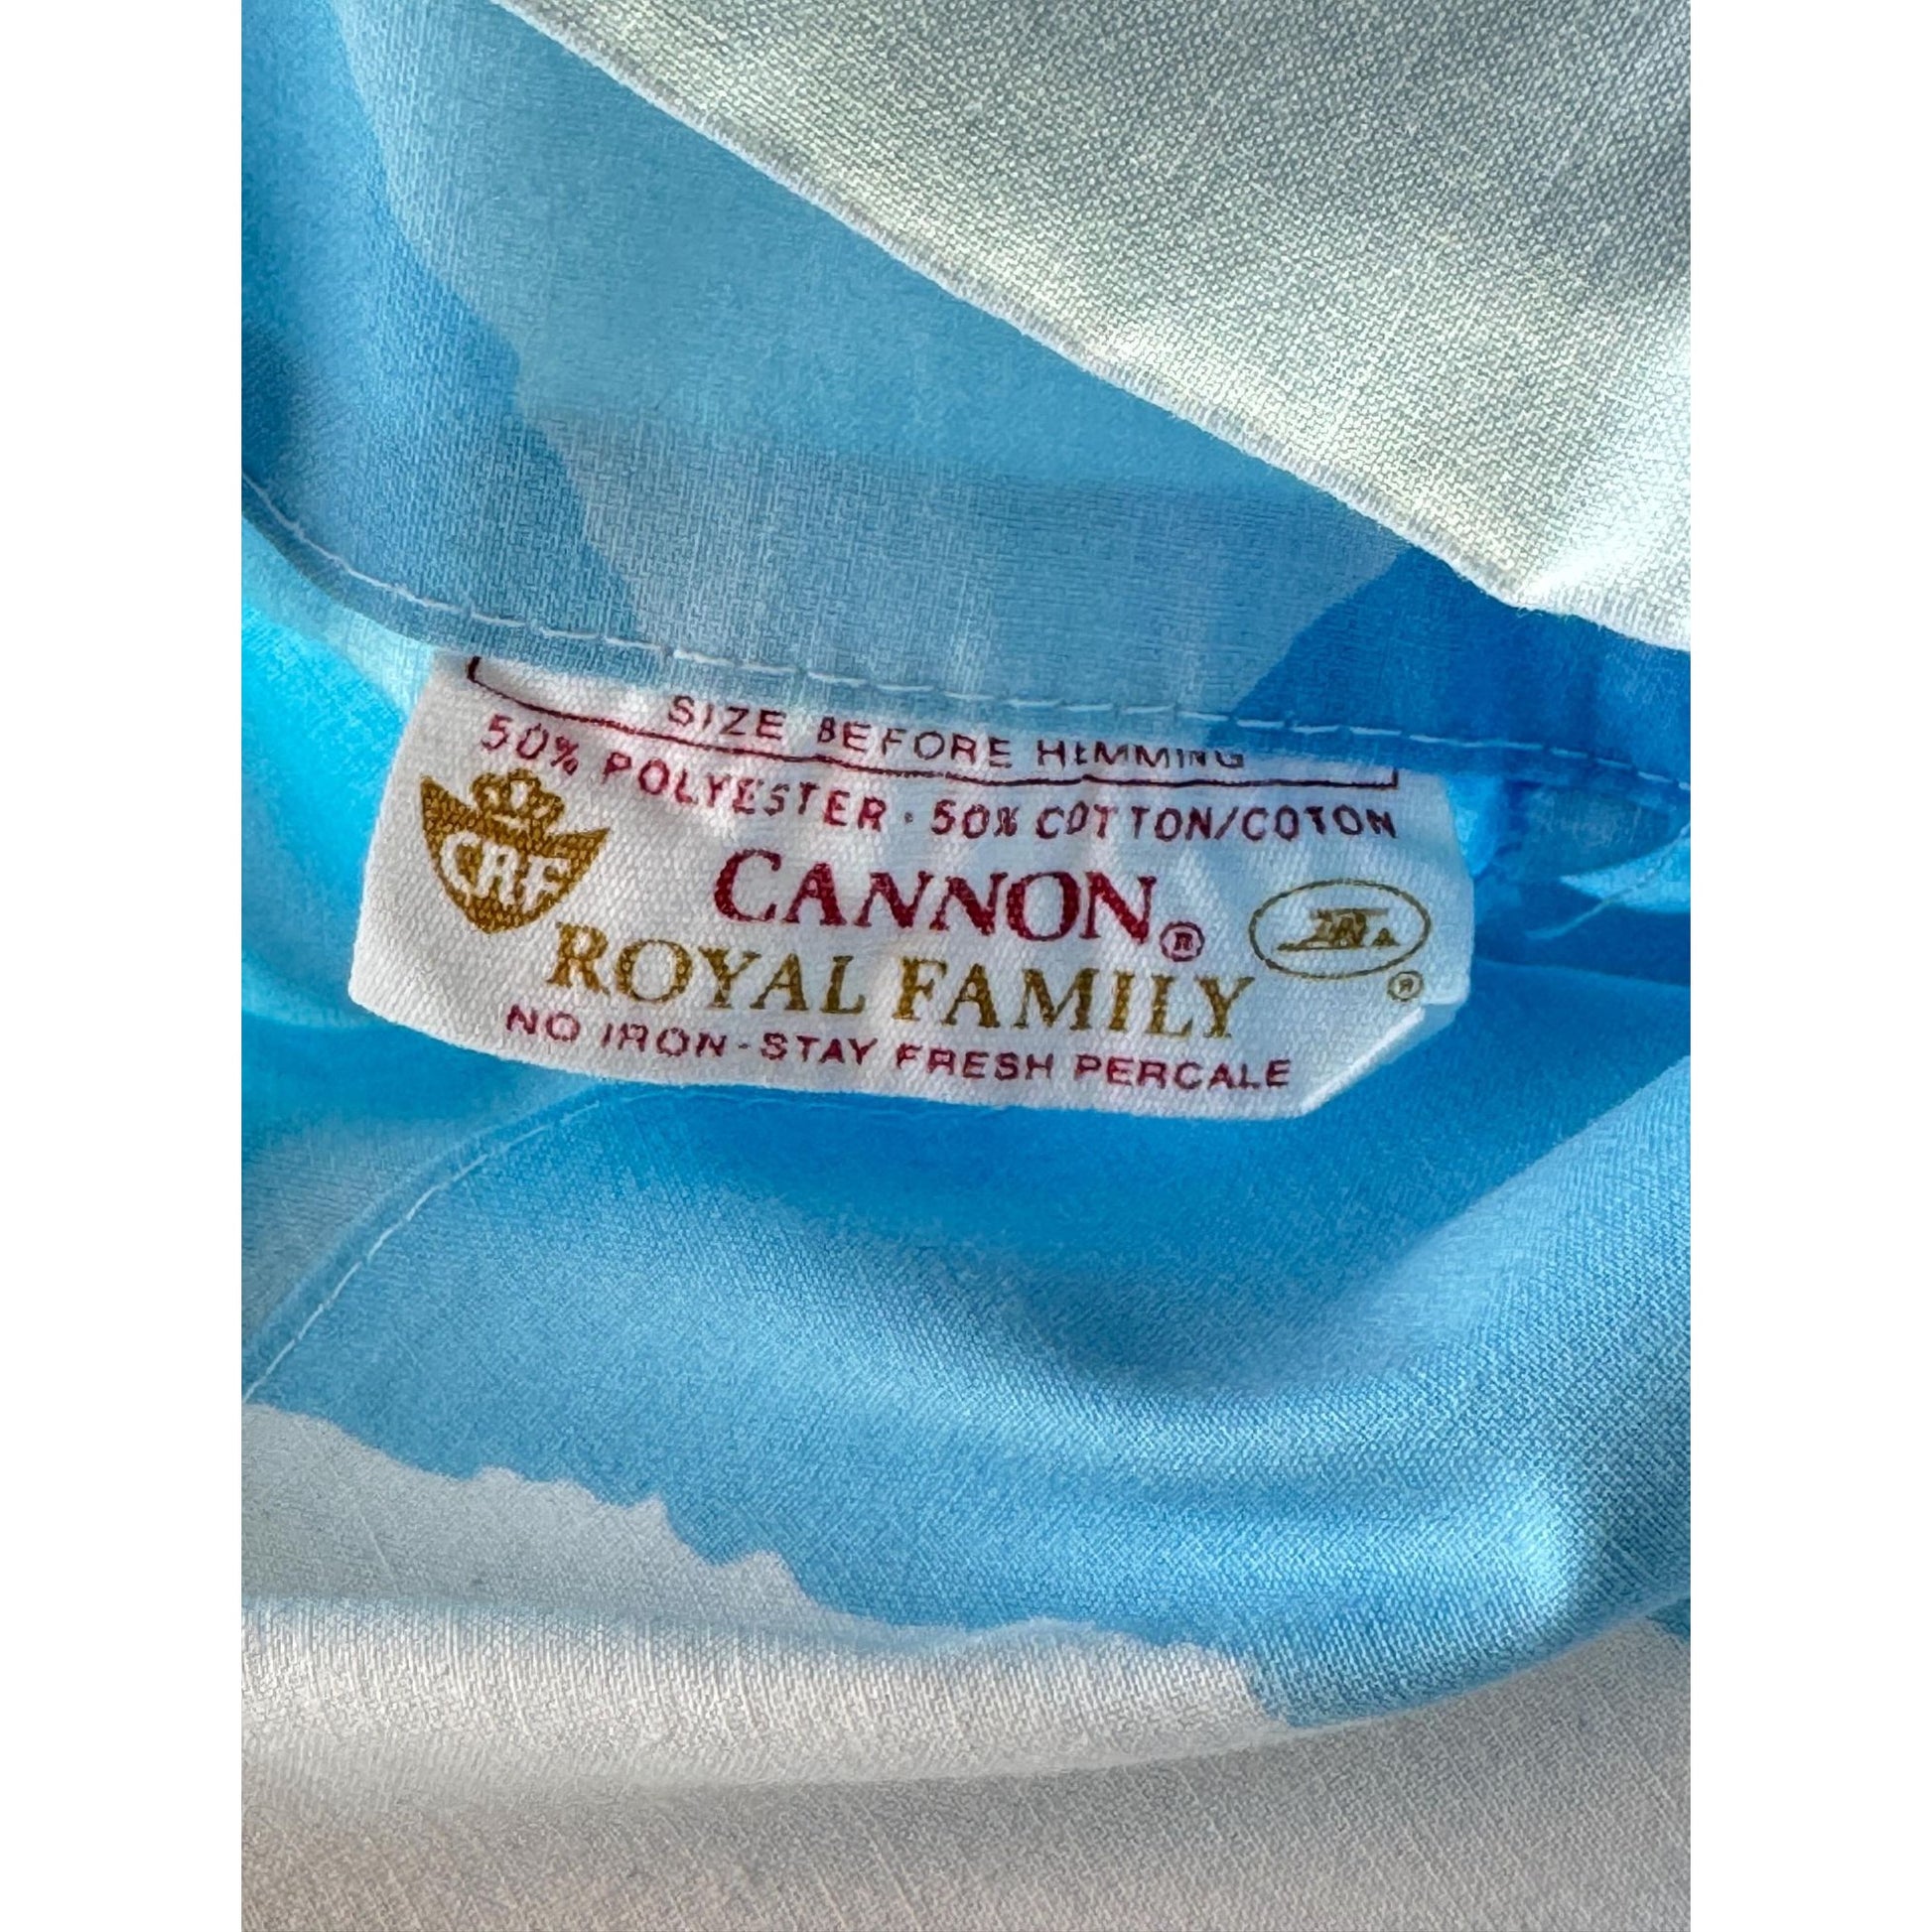 SIZE BEFORE HEMMING
50% POLYESTER · 50% COTTON/COTON
CRF
CANNON®
ROYAL FAMILY
®
NO IRON-STAY FRESH PERCALE